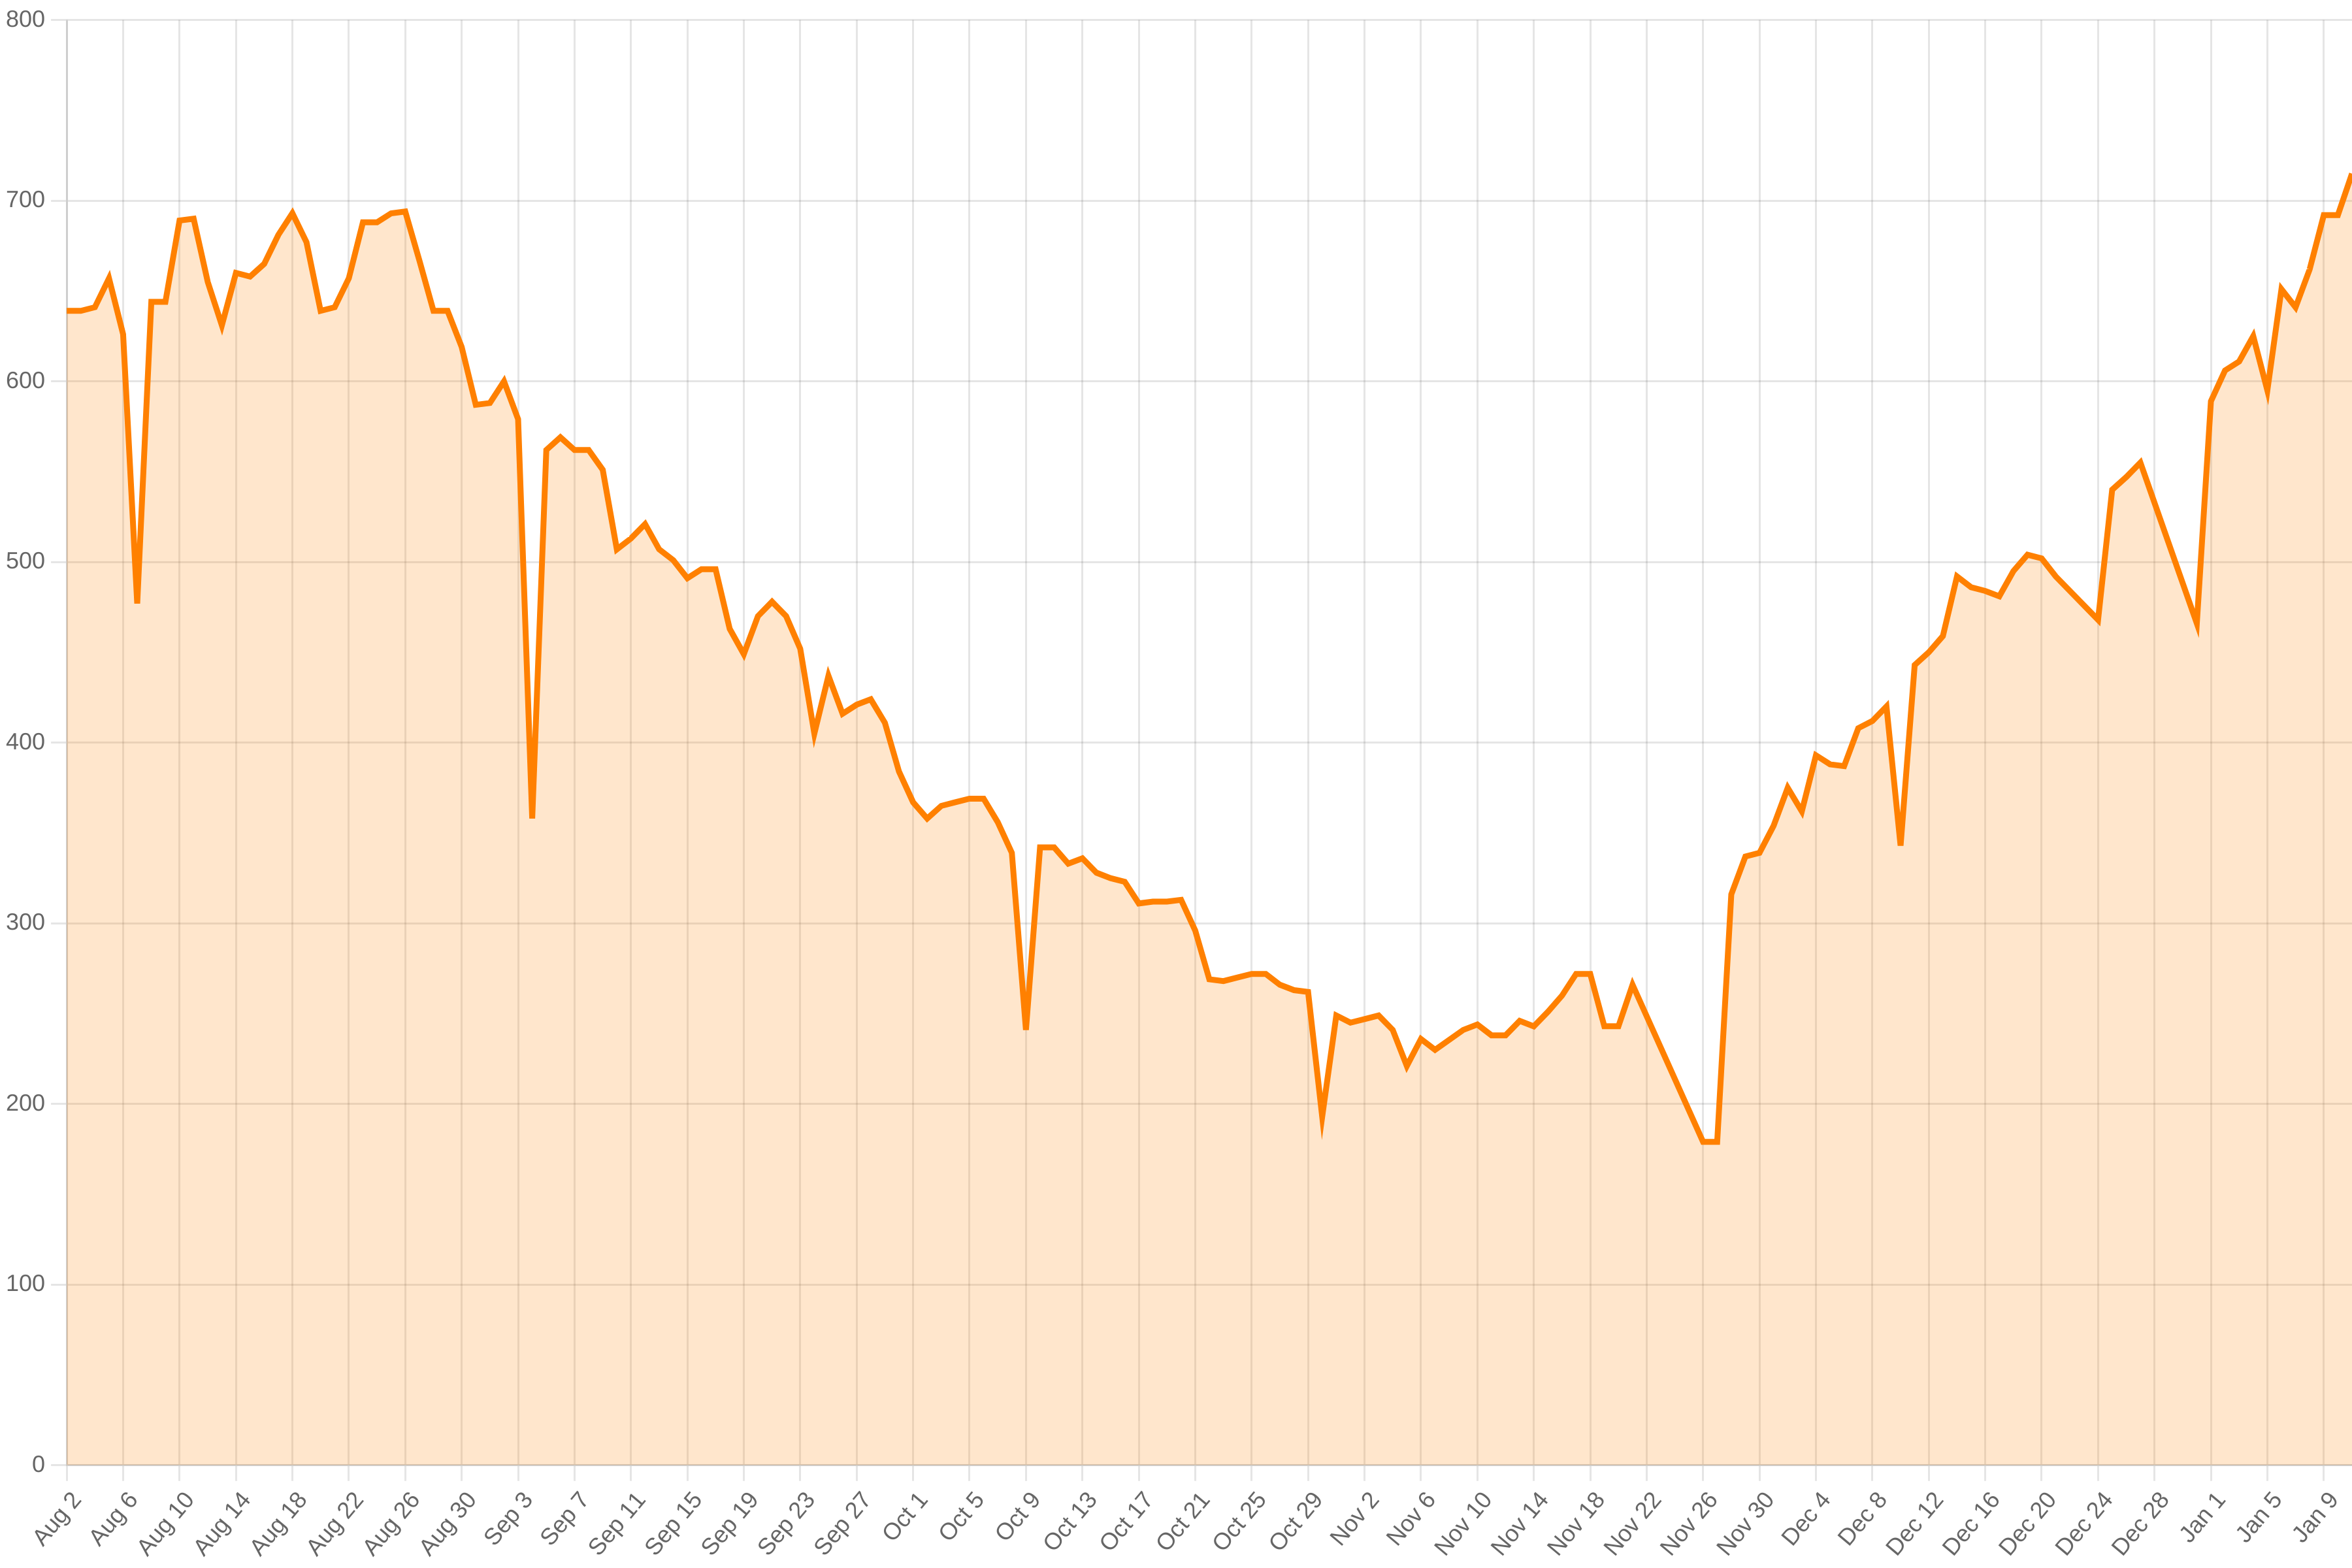 800
700
600
500
400
300
200
100
0
Aug 2
Aug 6
Aug 10
Aug 14
Aug 18
Aug 22
Aug 26
Aug 30
Sep 3
Sep 7
Sep 11
Sep 15
Sep 19
Sep 23
Sep 27
Oct 1
Oct 5
Oct 9
Oct 13
Oct 17
Oct 21
Oct 25
Oct 29
Nov 2
Nov 6
Nov 10
Nov 14
Nov 18
Nov 22
Nov 26
Nov 30
Dec 4
Dec 8
Dec 12
Dec 16
Dec 20
Dec 24
Dec 28
Jan 1
Jan 5
Jan 9